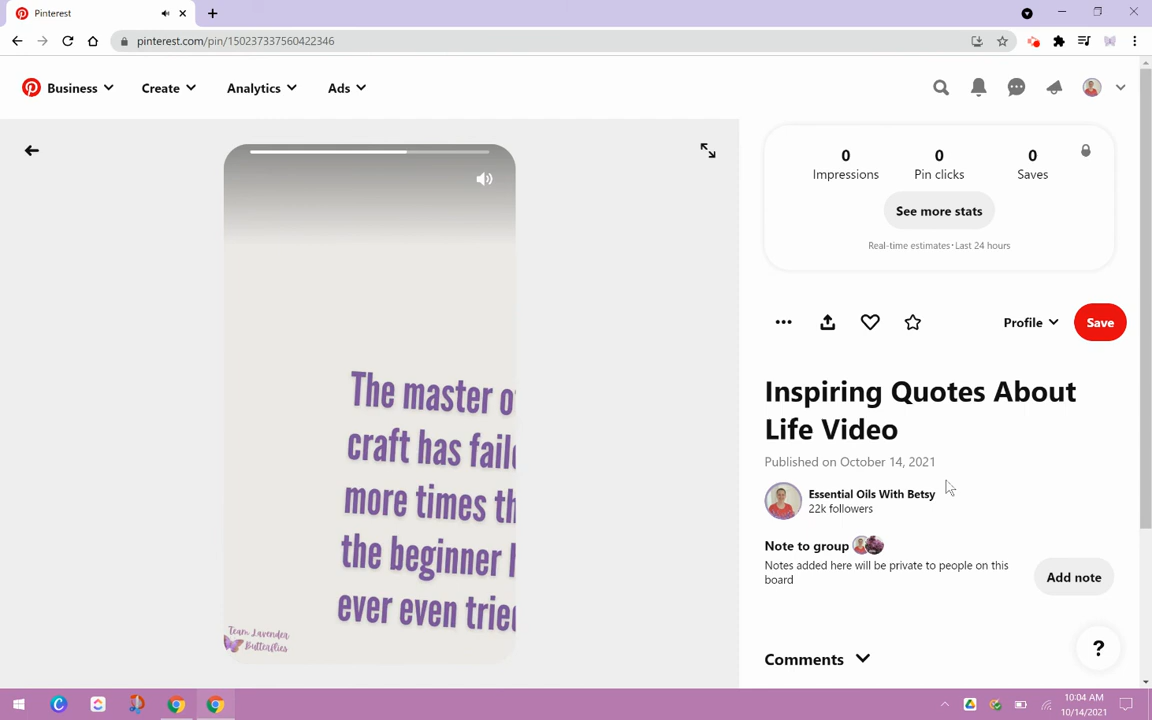 Pinterest
pinterest.com/pin/150237337560422346
Business
Create
Analytics
Ads
0
Impressions
0
Pin clicks
0
Saves
See more stats
Real-time estimates • Last 24 hours
Profile
Save
Inspiring Quotes About
Life Video
Published on October 14, 2021
Essential Oils With Betsy
22k followers
Note to group
Notes added here will be private to people on this
board
Add note
Comments
?
The master of
craft has faile
more times th
the beginner h
ever even tried
Team Lavender
Butterflies
10:04 AM
10/14/2021